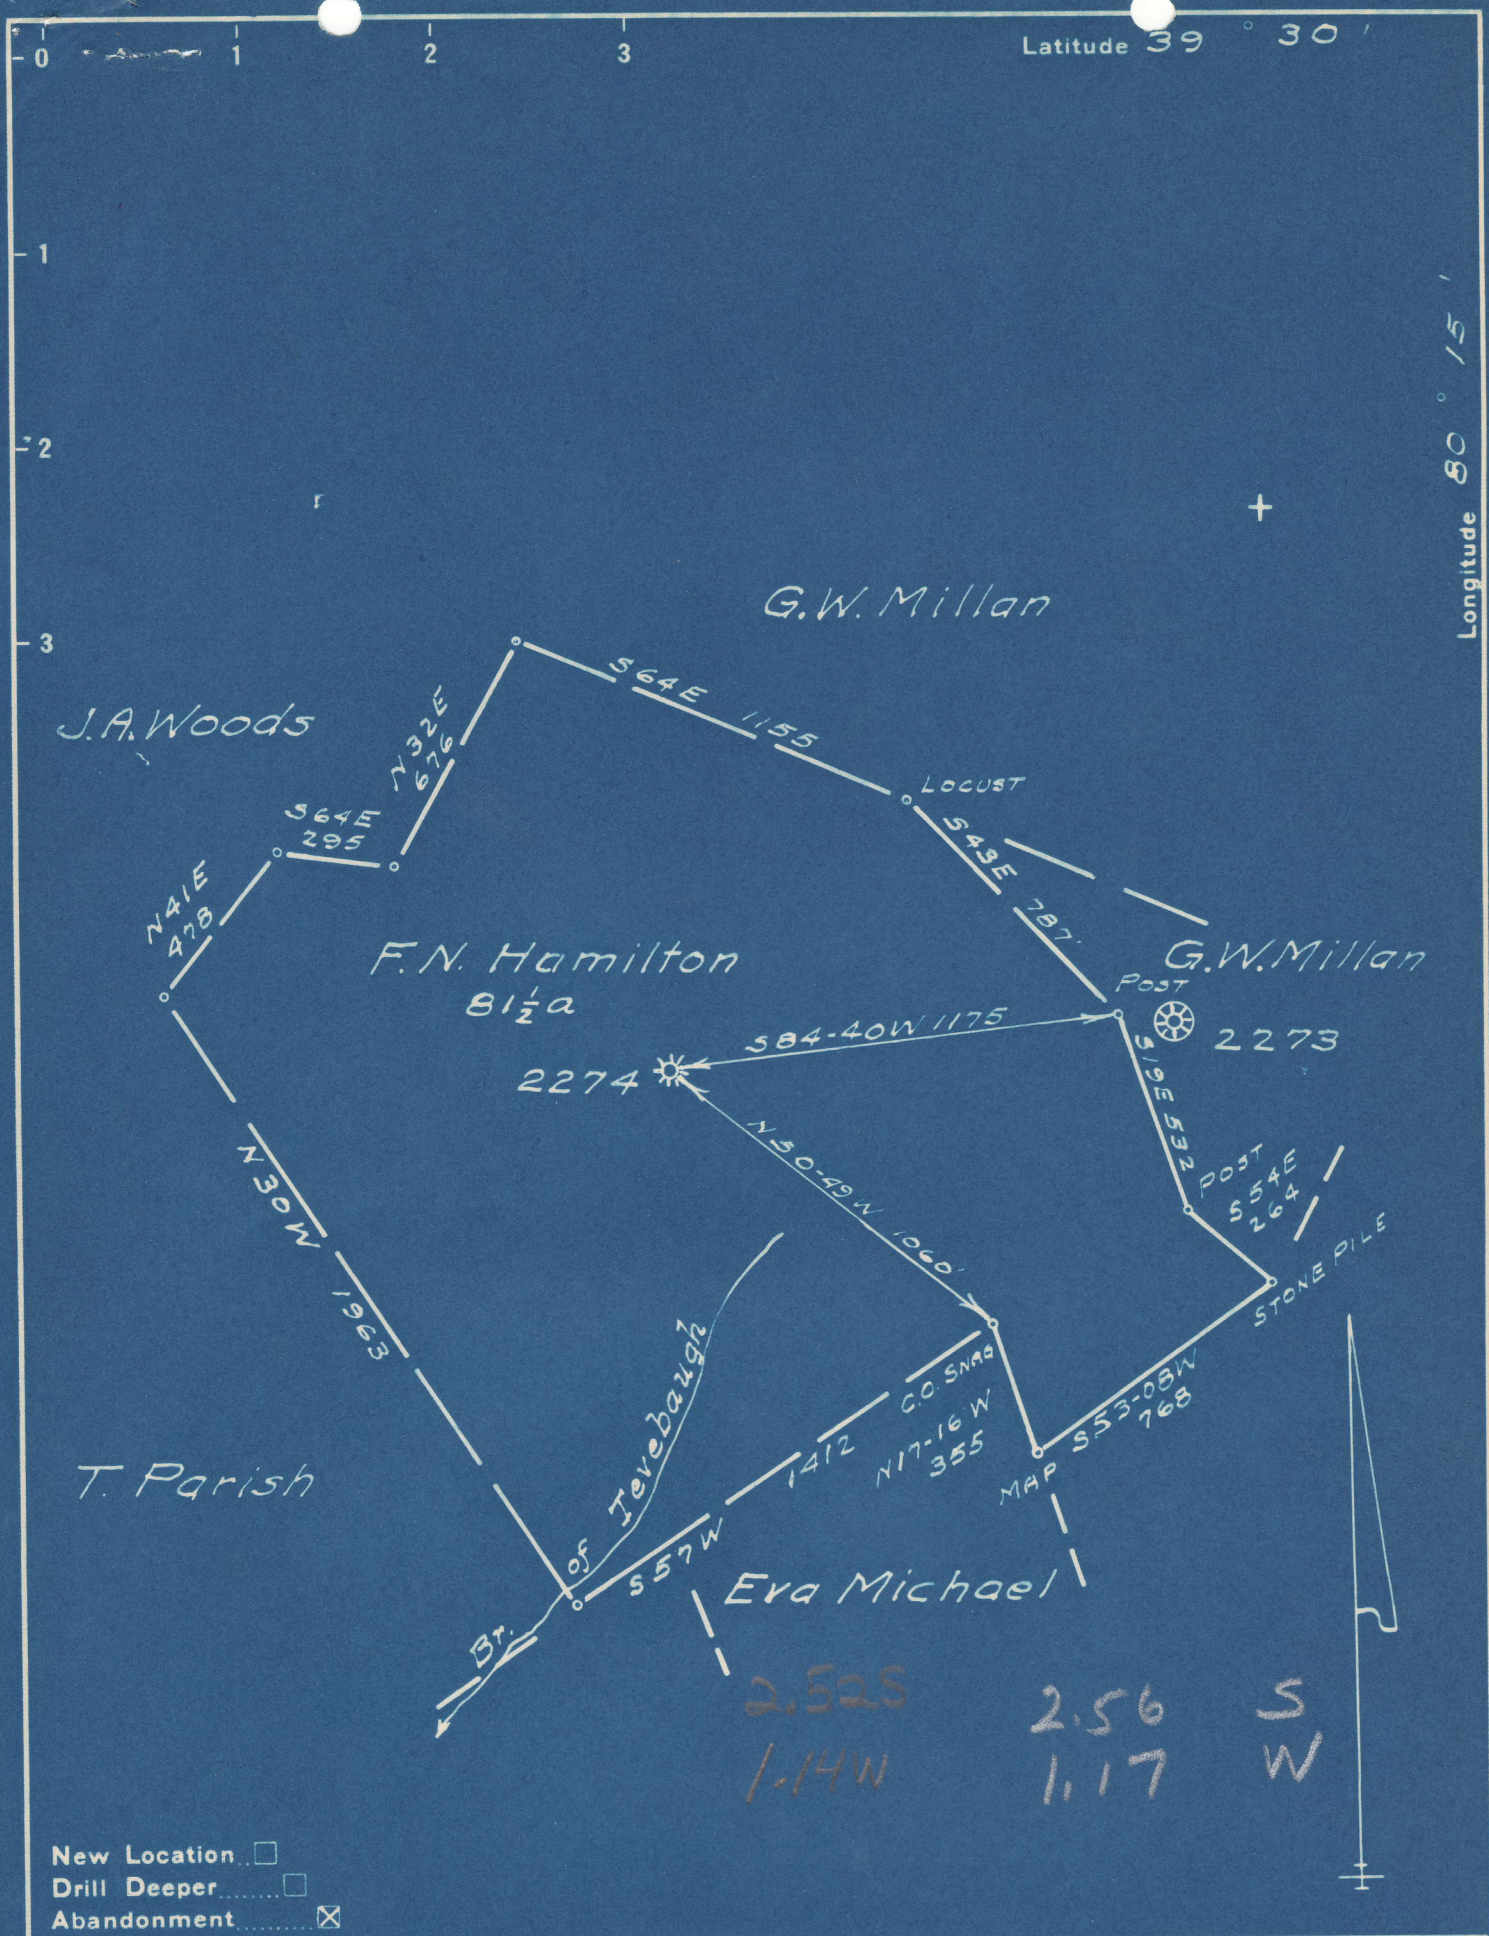 0 1 2 3
Latitude 39 ° 30 '
1
2
3
Longitude 80 ° 15 '
G.W. Millan
J.A. Woods
S64E 1155
N32E
676
LOCUST
S64E
295
S43E 787'
N41E
478
F.N. Hamilton
81½a
G.W. Millan
POST
S84-40W 1175
2273
2274
S19E 532
N50-49W 1060'
POST
S54E
264
N30W 1963
STONE PILE
C.O. SNAG
N17-16W
355
S53-08W
768
S57W 1412
MAP
T. Parish
Br. of Tevebaugh
Eva Michael
2.52S
1.14W
2.56 S
1.17 W
New Location
Drill Deeper
Abandonment X